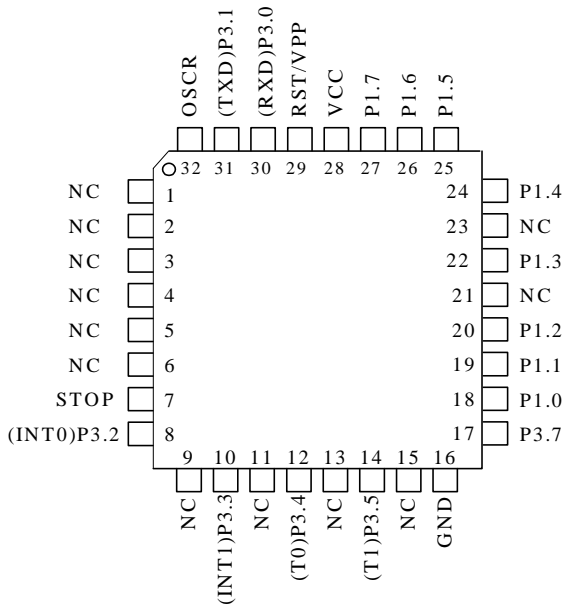 OSCR
(TXD)P3.1
(RXD)P3.0
RST/VPP
VCC
P1.7
P1.6
P1.5
32 31 30 29 28 27 26 25
NC 1 24 P1.4
NC 2 23 NC
NC 3 22 P1.3
NC 4 21 NC
NC 5 20 P1.2
NC 6 19 P1.1
STOP 7 18 P1.0
(INT0)P3.2 8 17 P3.7
9 10 11 12 13 14 15 16
NC
(INT1)P3.3
NC
(T0)P3.4
NC
(T1)P3.5
NC
GND